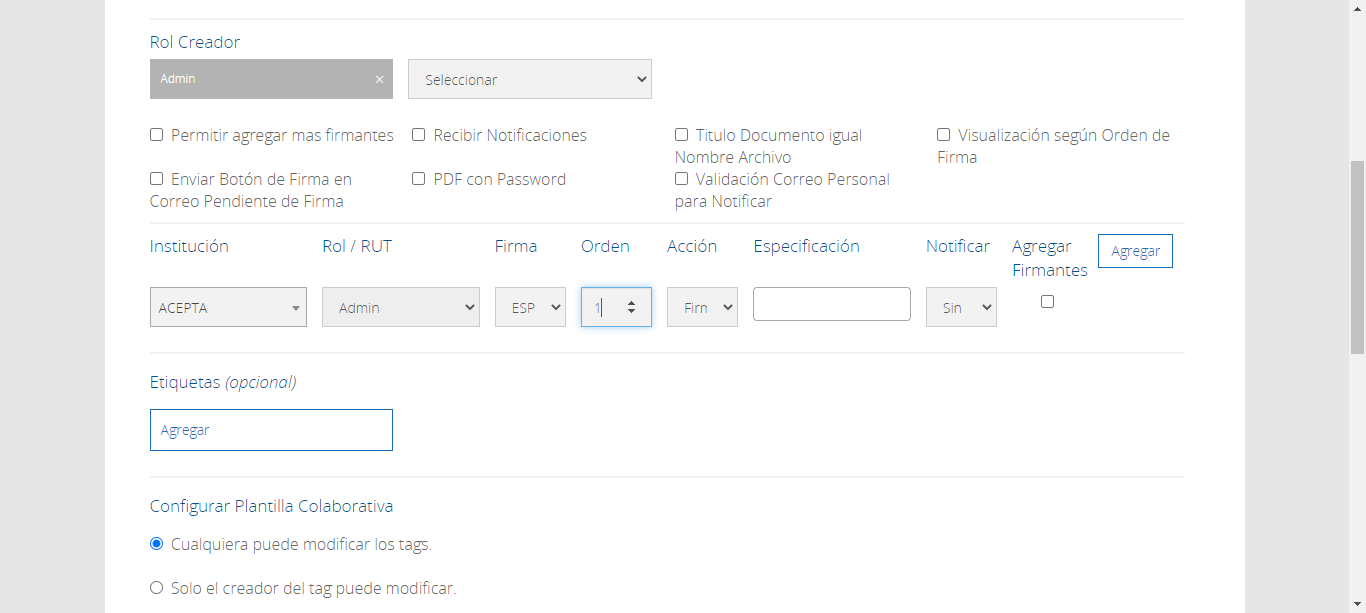 Rol Creador
Admin ×
Seleccionar
Permitir agregar mas firmantes
Recibir Notificaciones
Titulo Documento igual
Nombre Archivo
Visualización según Orden de
Firma
Enviar Botón de Firma en
Correo Pendiente de Firma
PDF con Password
Validación Correo Personal
para Notificar
Institución Rol / RUT Firma Orden Acción Especificación Notificar Agregar
Firmantes
Agregar
ACEPTA Admin ESP 1 Firn Sin
Etiquetas (opcional)
Agregar
Configurar Plantilla Colaborativa
Cualquiera puede modificar los tags.
Solo el creador del tag puede modificar.